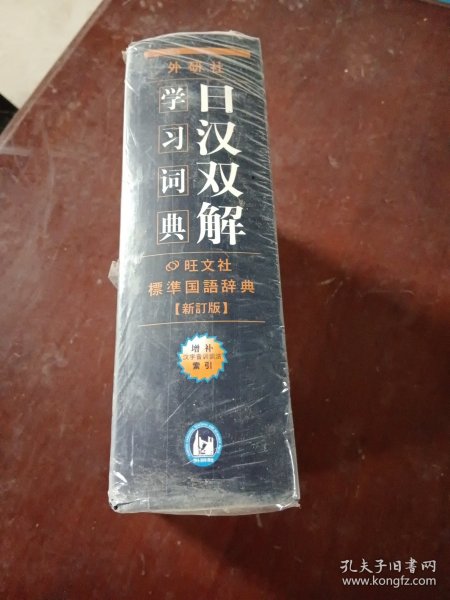 外研社
日汉双解
学习词典
旺文社
標準国語辞典
【新訂版】
增补
汉字音训读法
索引
孔夫子旧书网
www.kongfz.com